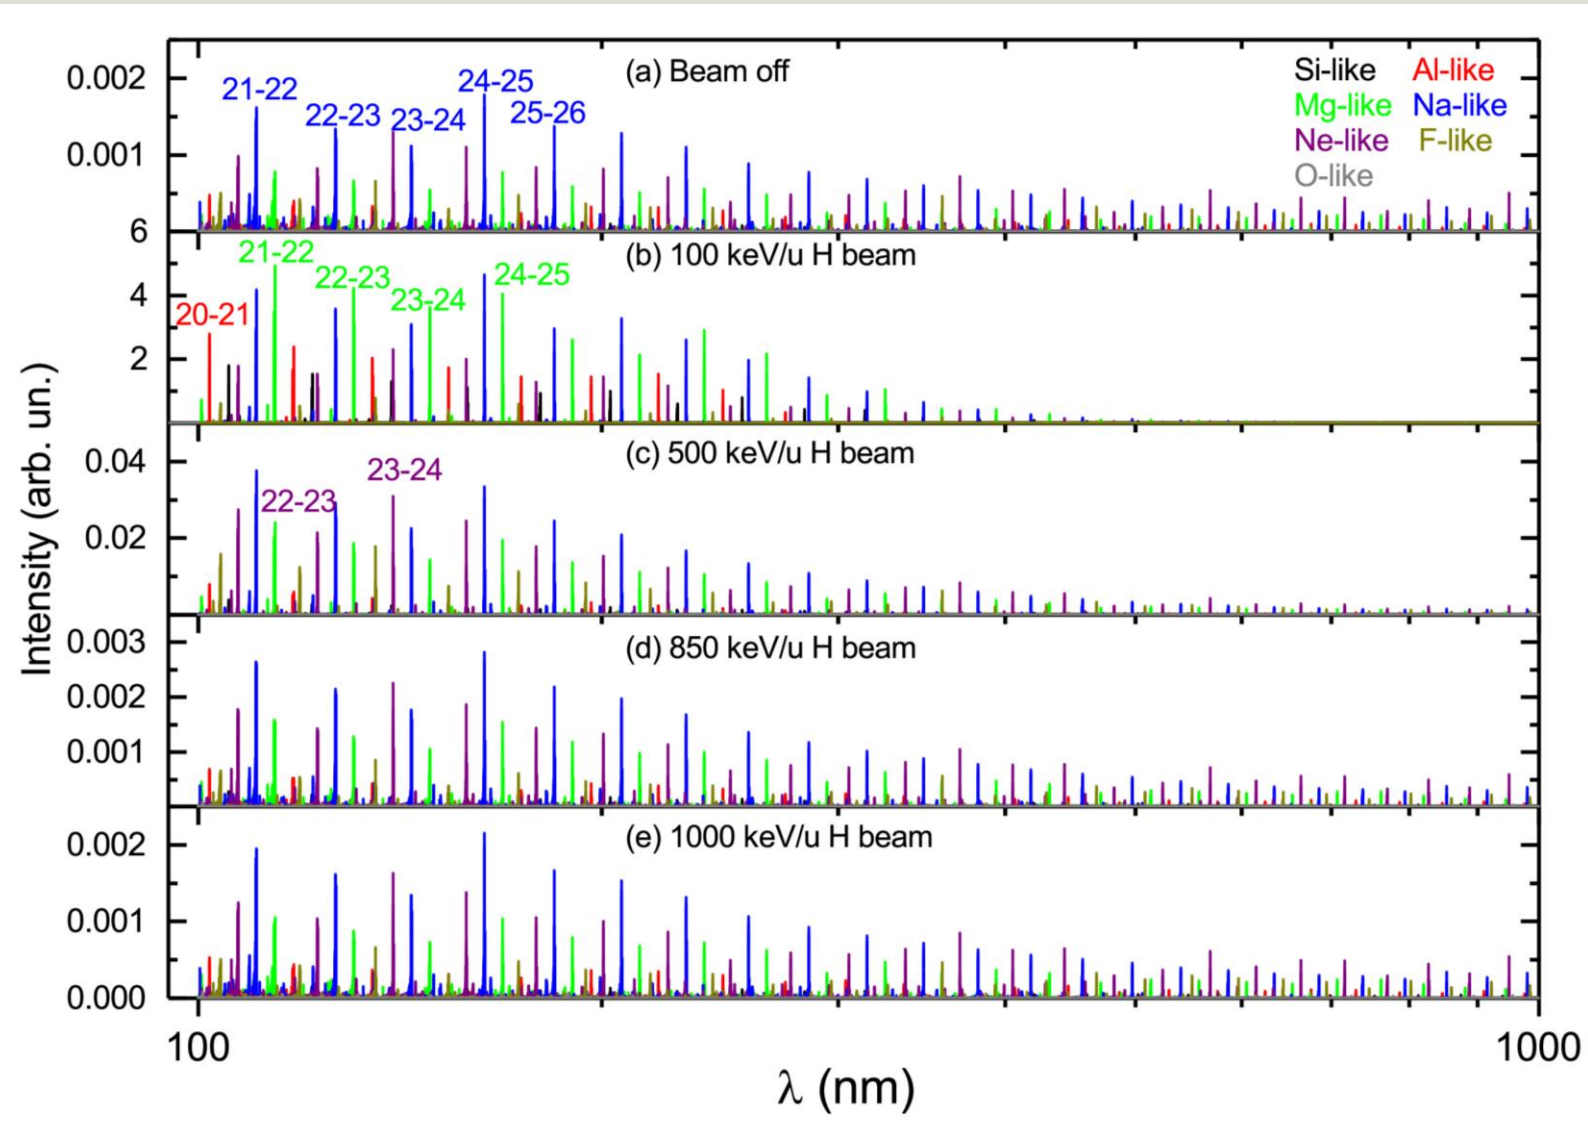 (a) Beam off
Si-like Al-like
Mg-like Na-like
Ne-like F-like
O-like
0.002
0.001
21-22
22-23
23-24
24-25
25-26
(b) 100 keV/u H beam
6
4
2
20-21
21-22
22-23
23-24
24-25
(c) 500 keV/u H beam
0.04
0.02
22-23
23-24
(d) 850 keV/u H beam
0.003
0.002
0.001
(e) 1000 keV/u H beam
0.002
0.001
0.000
Intensity (arb. un.)
100
1000
λ (nm)